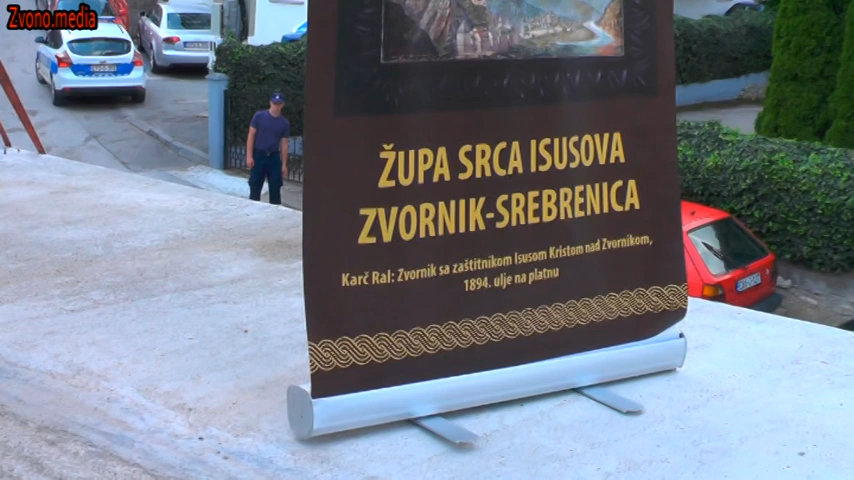 Zvono.media
ŽUPA SRCA ISUSOVA
ZVORNIK-SREBRENICA
Karč Ral: Zvornik sa zaštitnikom Isusom Kristom nad Zvornikom,
1894. ulje na platnu